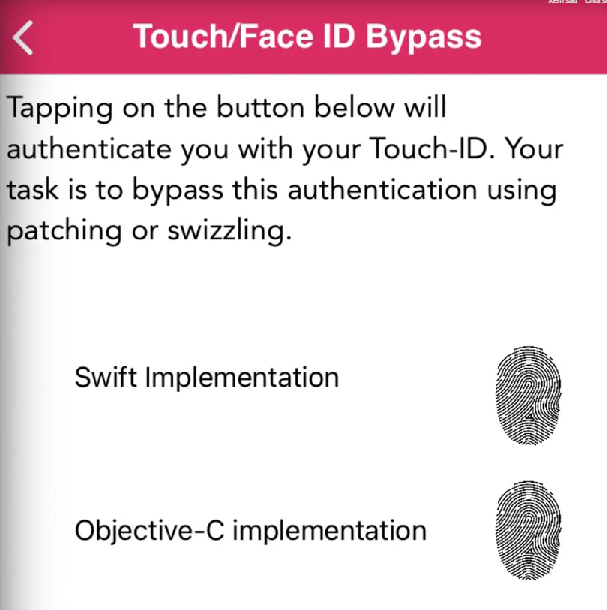 Touch/Face ID Bypass
Tapping on the button below will
authenticate you with your Touch-ID. Your
task is to bypass this authentication using
patching or swizzling.
Swift Implementation
Objective-C implementation